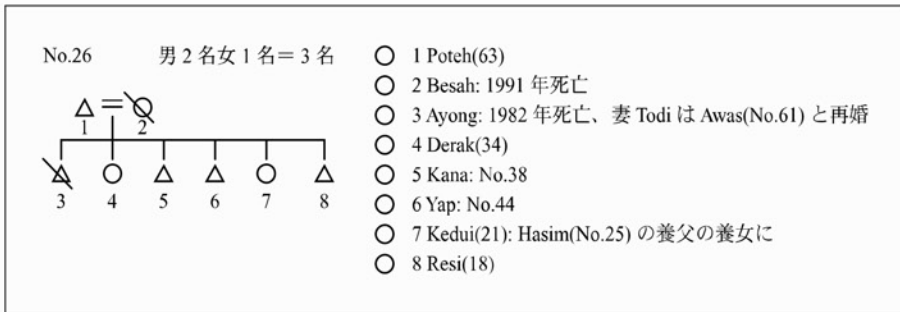 No.26 男2名女1名＝3名
1 2
3 4 5 6 7 8
○ 1 Poteh(63)
○ 2 Besah: 1991 年死亡
○ 3 Ayong: 1982 年死亡、妻 Todi は Awas(No.61) と再婚
○ 4 Derak(34)
○ 5 Kana: No.38
○ 6 Yap: No.44
○ 7 Kedui(21): Hasim(No.25) の養父の養女に
○ 8 Resi(18)